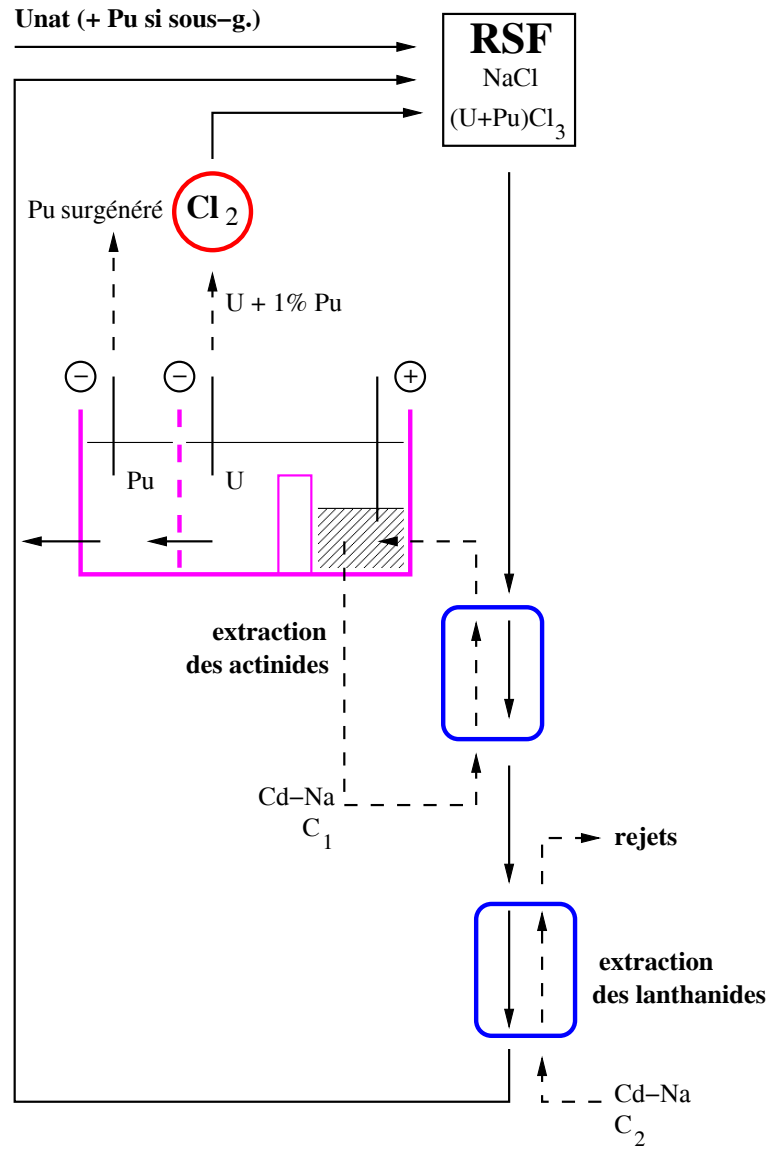 Unat (+ Pu si sous−g.)
RSF
NaCl
(U+Pu)Cl3
Pu surgénéré
Cl2
U + 1% Pu
−
−
+
Pu
U
extraction
des actinides
Cd−Na
C1
rejets
extraction
des lanthanides
Cd−Na
C2